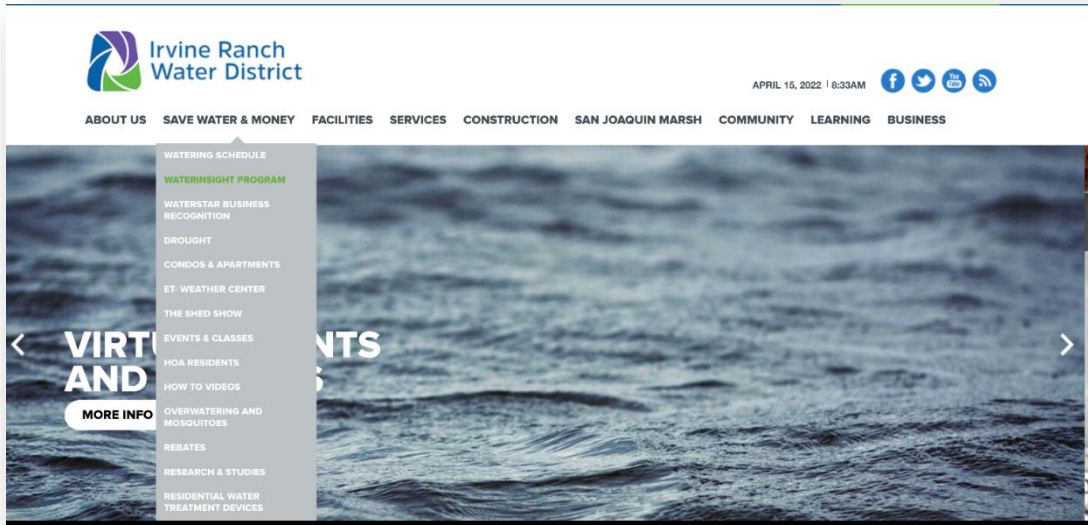 Irvine Ranch
Water District
APRIL 15, 2022 | 8:33AM
You
Tube
ABOUT US SAVE WATER & MONEY FACILITIES SERVICES CONSTRUCTION SAN JOAQUIN MARSH COMMUNITY LEARNING BUSINESS
WATERING SCHEDULE
WATERINSIGHT PROGRAM
WATERSTAR BUSINESS
RECOGNITION
DROUGHT
CONDOS & APARTMENTS
ET- WEATHER CENTER
THE SHED SHOW
EVENTS & CLASSES
HOA RESIDENTS
HOW TO VIDEOS
OVERWATERING AND
MOSQUITOES
REBATES
RESEARCH & STUDIES
RESIDENTIAL WATER
TREATMENT DEVICES
AND
MORE INFO